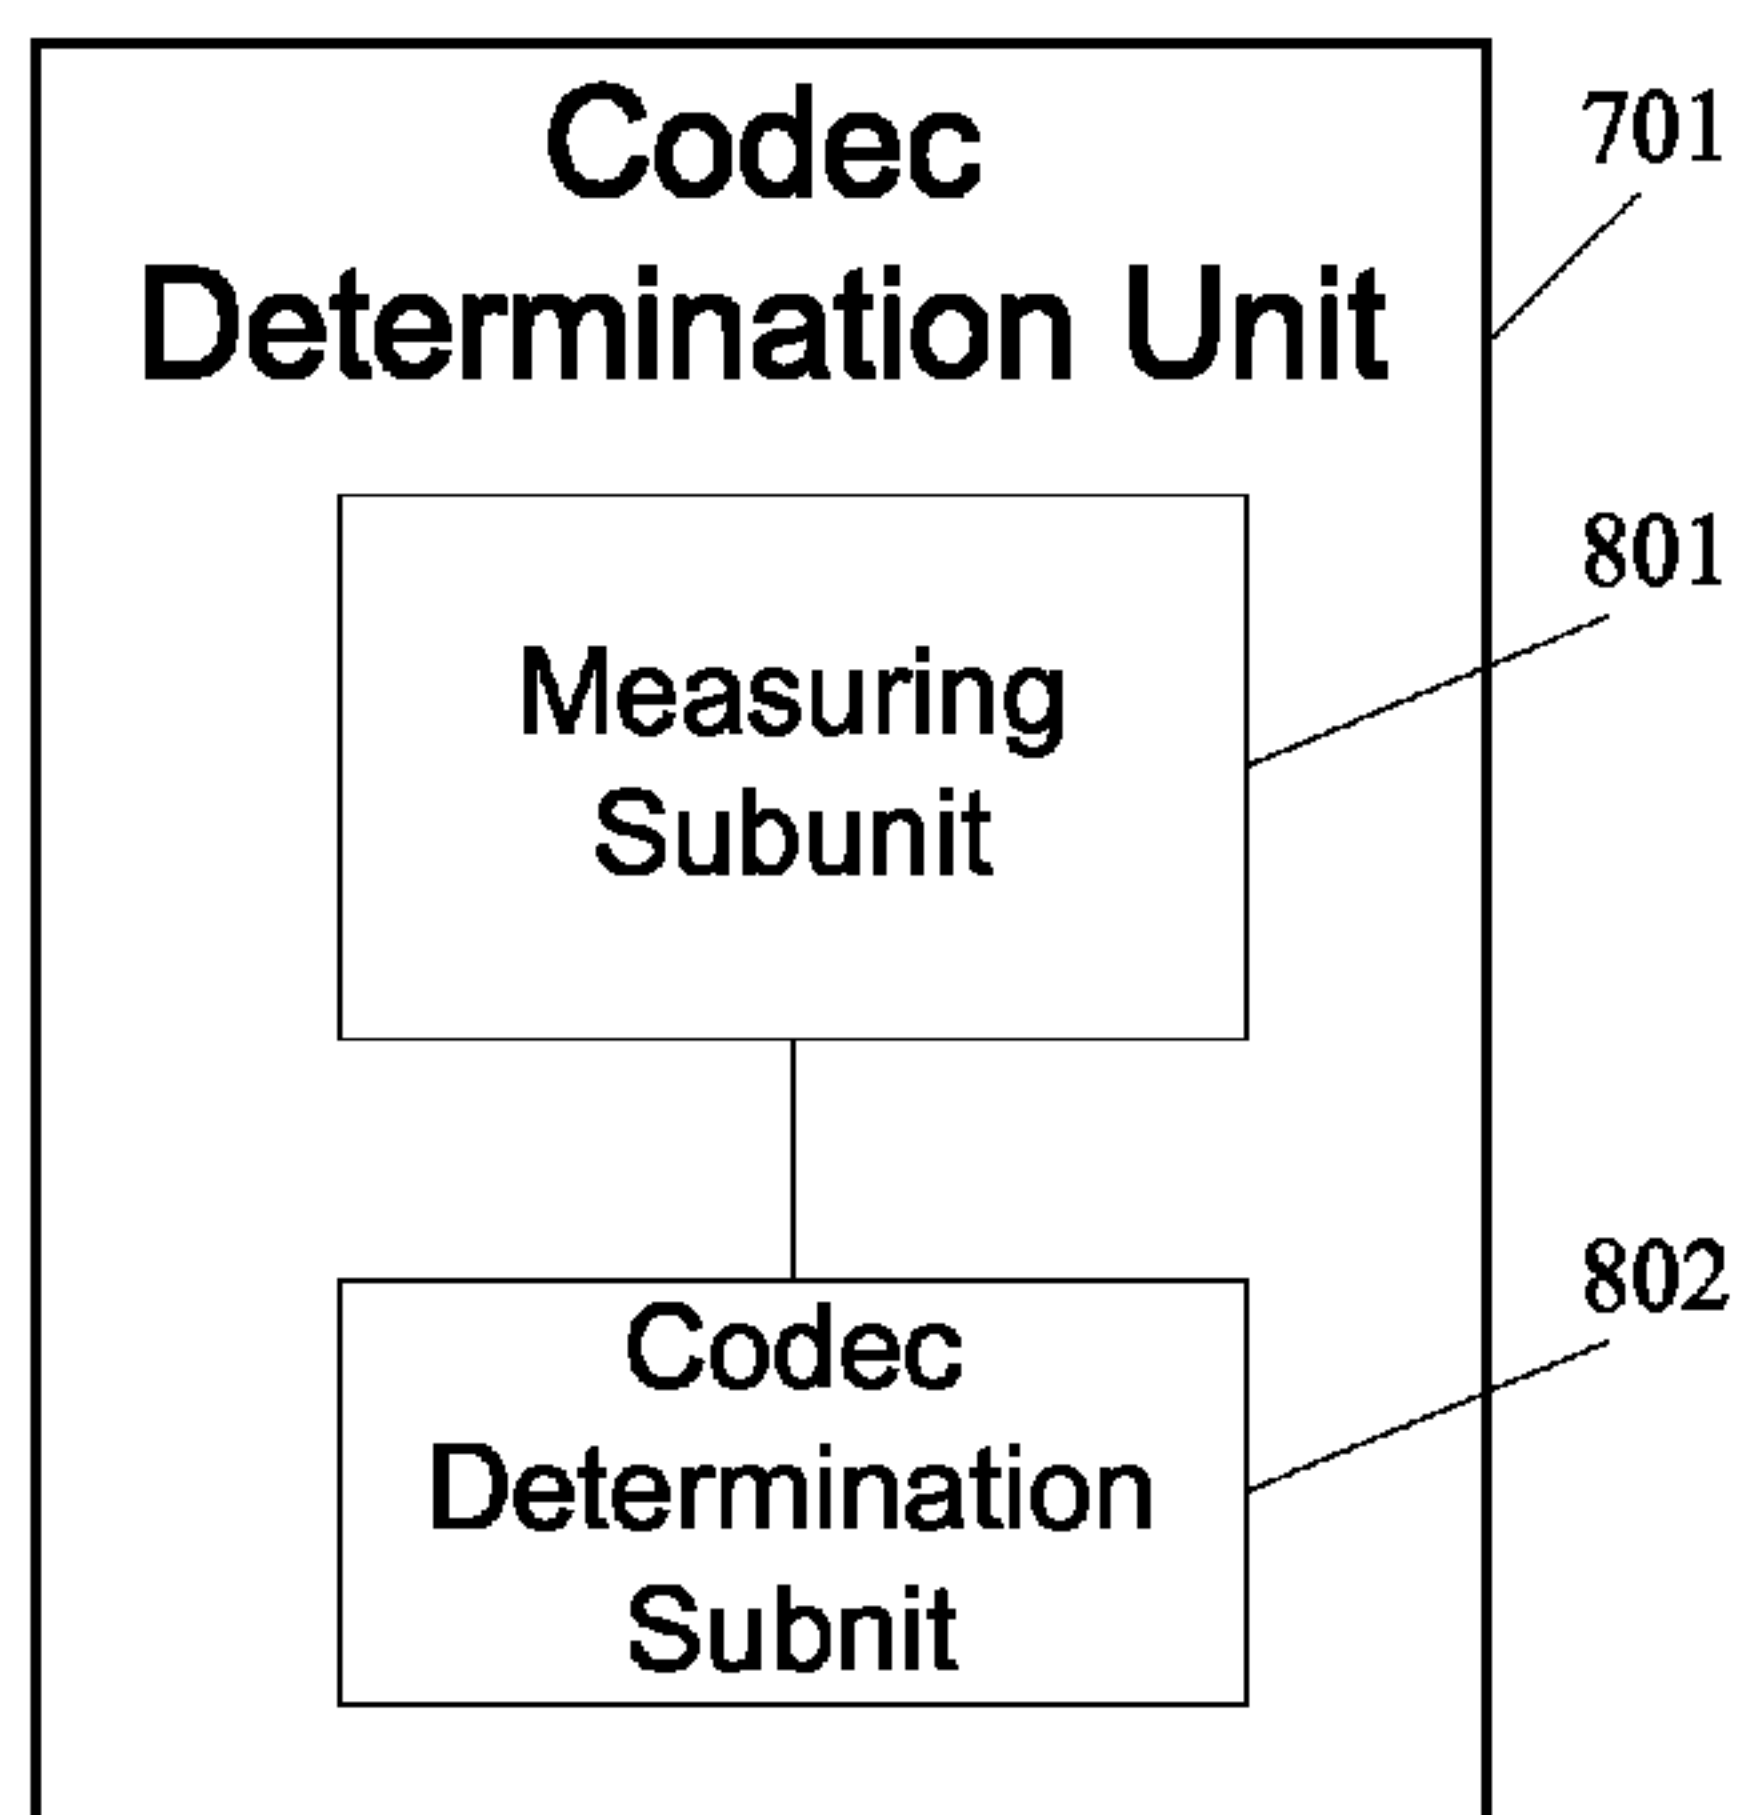 Codec
Determination Unit
701
801
Measuring
Subunit
802
Codec
Determination
Subnit